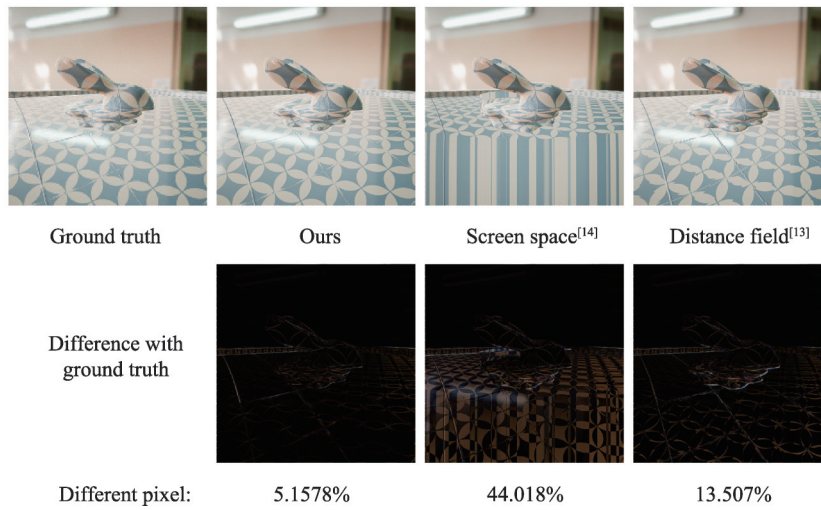 Ground truth
Ours
Screen space[14]
Distance field[13]
Difference with
ground truth
Different pixel:
5.1578%
44.018%
13.507%